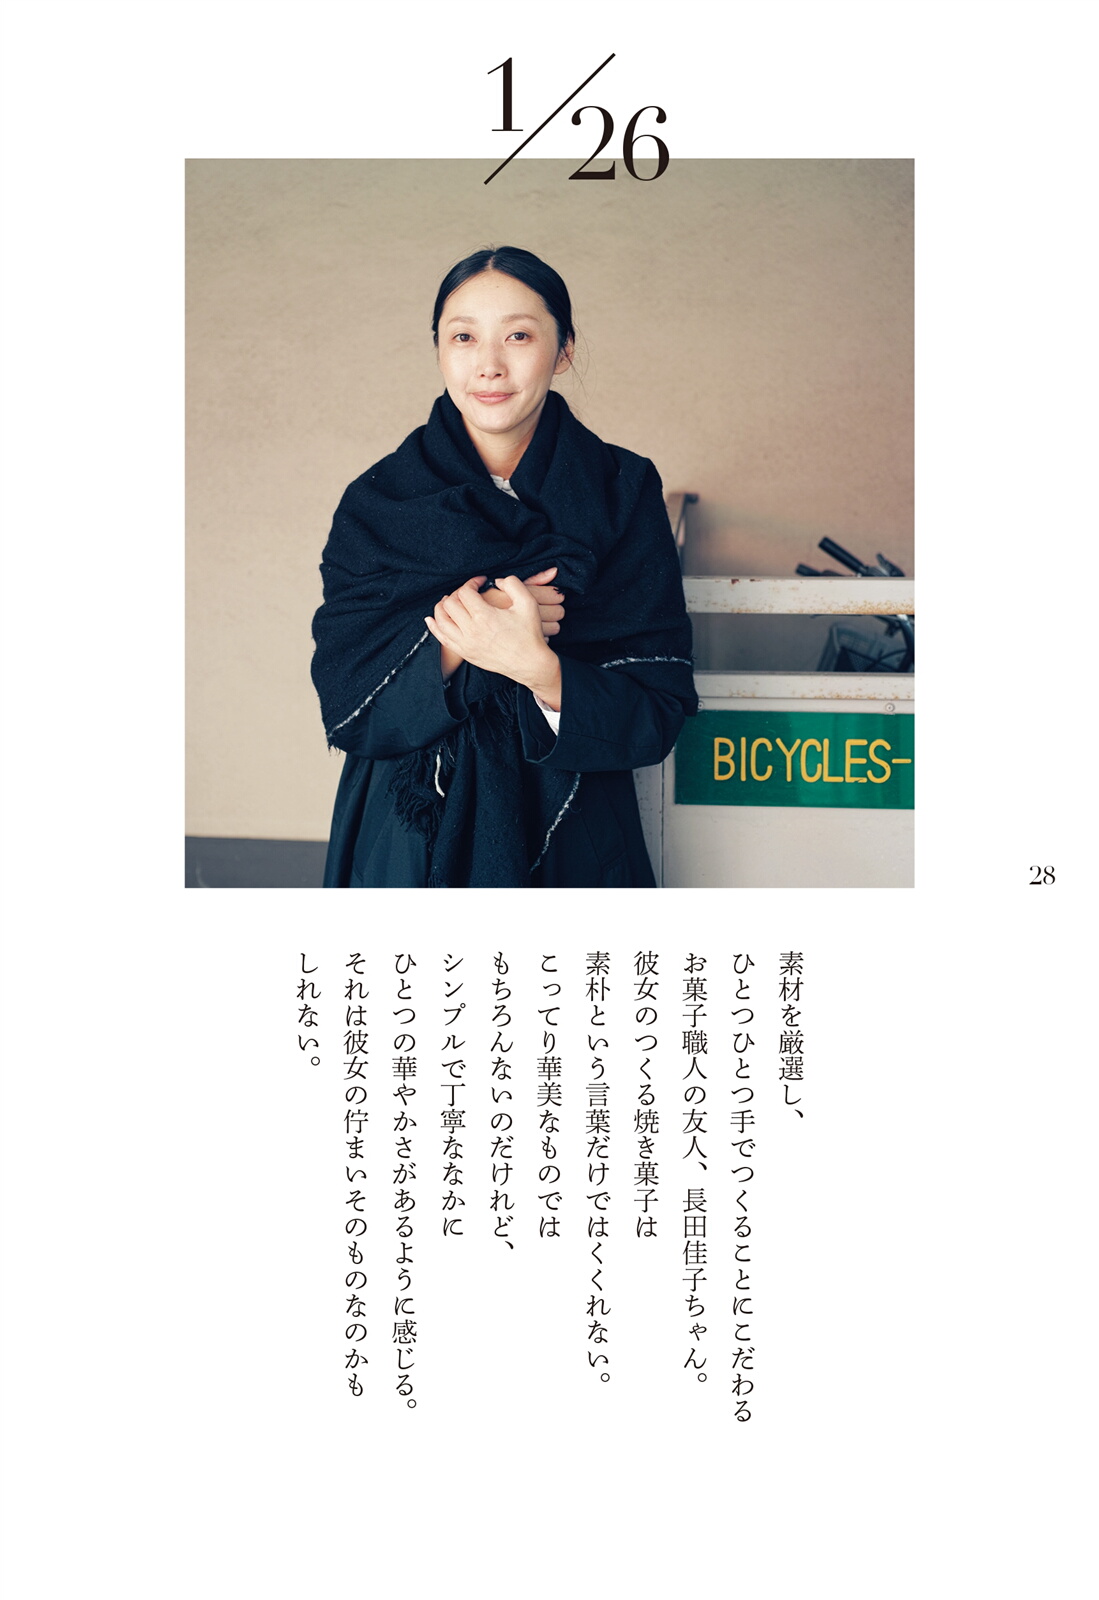 1/26
BICYCLES-
28
素材を厳選し、
ひとつひとつ手でつくることにこだわる
お菓子職人の友人、長田佳子ちゃん。
彼女のつくる焼き菓子は
素朴という言葉だけではくくれない。
こってり華美なものでは
もちろんないのだけれど、
シンプルで丁寧ななかに
ひとつの華やかさがあるように感じる。
それは彼女の佇まいそのものなのかも
しれない。